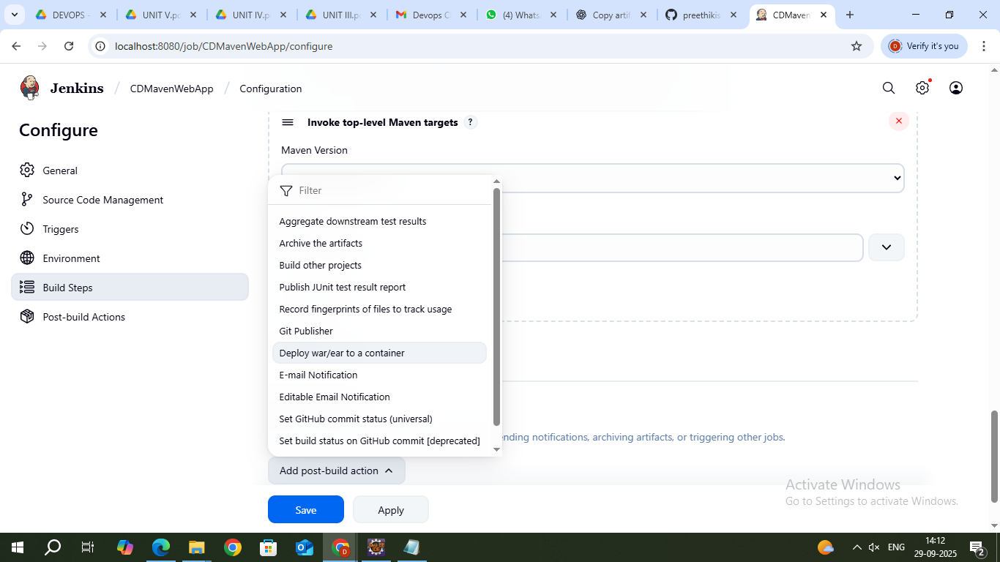 DEVOPS -
UNIT V.p
UNIT IV.p
UNIT III.p
Devops C
(4) Whats
Copy artif
preethikis
CDMaven
localhost:8080/job/CDMavenWebApp/configure
Verify it's you
Jenkins / CDMavenWebApp / Configuration
Configure
General
Source Code Management
Triggers
Environment
Build Steps
Post-build Actions
Invoke top-level Maven targets ?
Maven Version
Filter
Aggregate downstream test results
Archive the artifacts
Build other projects
Publish JUnit test result report
Record fingerprints of files to track usage
Git Publisher
Deploy war/ear to a container
E-mail Notification
Editable Email Notification
Set GitHub commit status (universal)
Set build status on GitHub commit [deprecated]
nding notifications, archiving artifacts, or triggering other jobs.
Add post-build action
Save
Apply
Activate Windows
Go to Settings to activate Windows.
ENG
14:12
29-09-2025
2